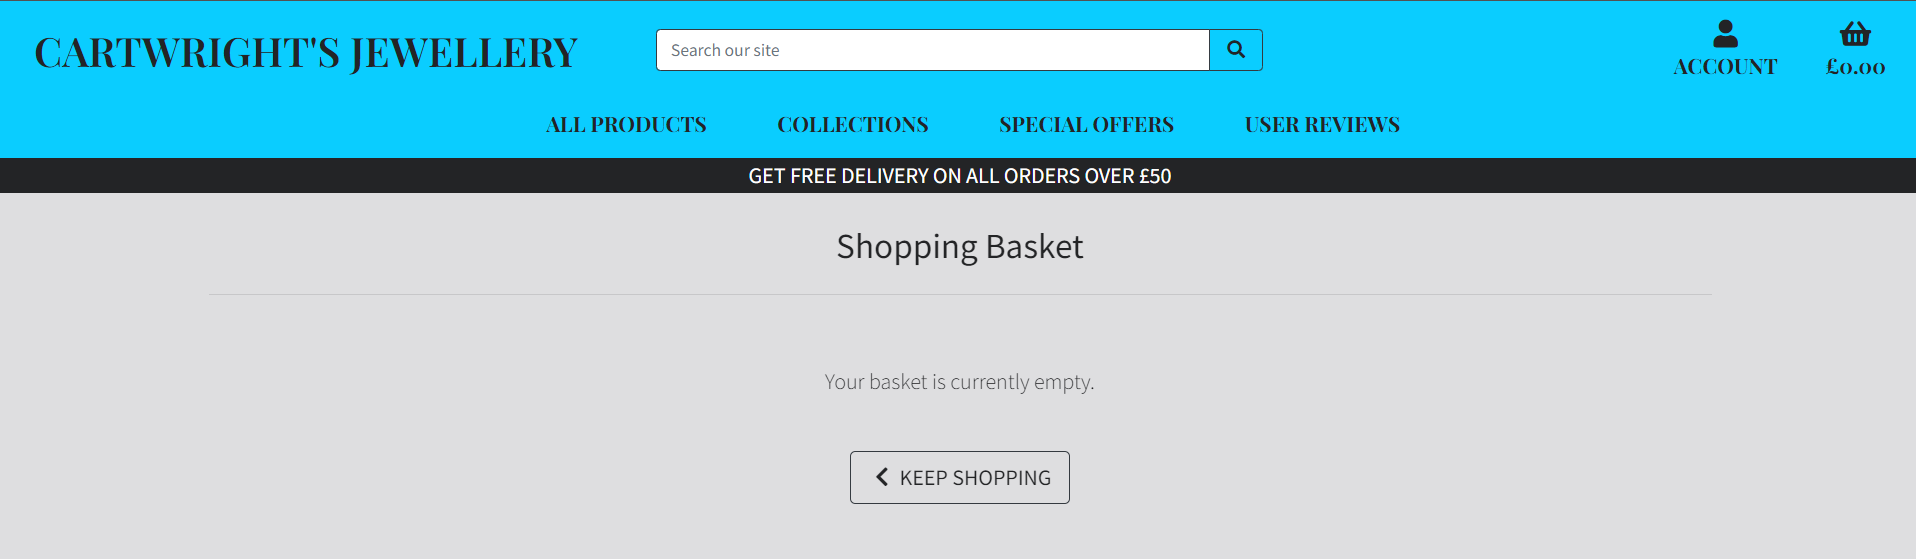 CARTWRIGHT'S JEWELLERY
Search our site
ACCOUNT
£0.00
ALL PRODUCTS
COLLECTIONS
SPECIAL OFFERS
USER REVIEWS
GET FREE DELIVERY ON ALL ORDERS OVER £50
Shopping Basket
Your basket is currently empty.
KEEP SHOPPING